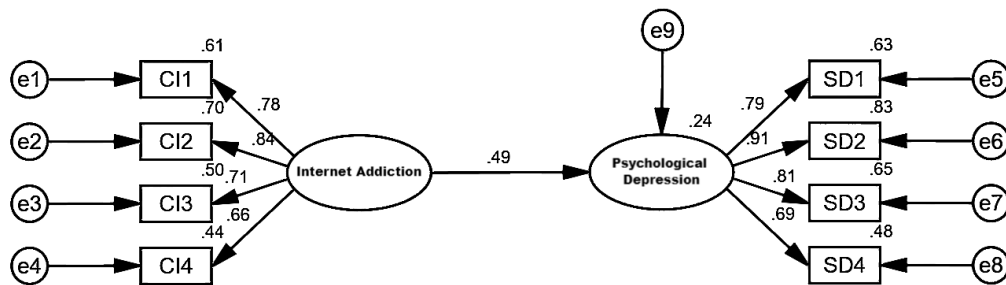 e9
.61
.63
e1
CI1
SD1
e5
.78
.79
.70
.83
e2
CI2
.84
.24
.91
SD2
e6
Internet Addiction
.49
Psychological
Depression
.50
.71
.81
.65
e3
CI3
SD3
e7
.66
.69
.44
.48
e4
CI4
SD4
e8